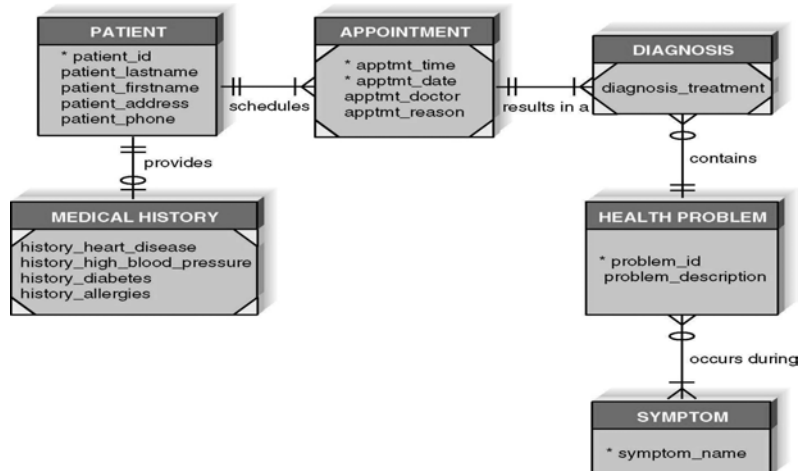 PATIENT
* patient_id
patient_lastname
patient_firstname
patient_address
patient_phone
schedules
APPOINTMENT
* apptmt_time
* apptmt_date
apptmt_doctor
apptmt_reason
results in a
DIAGNOSIS
diagnosis_treatment
provides
contains
MEDICAL HISTORY
history_heart_disease
history_high_blood_pressure
history_diabetes
history_allergies
HEALTH PROBLEM
* problem_id
problem_description
occurs during
SYMPTOM
* symptom_name